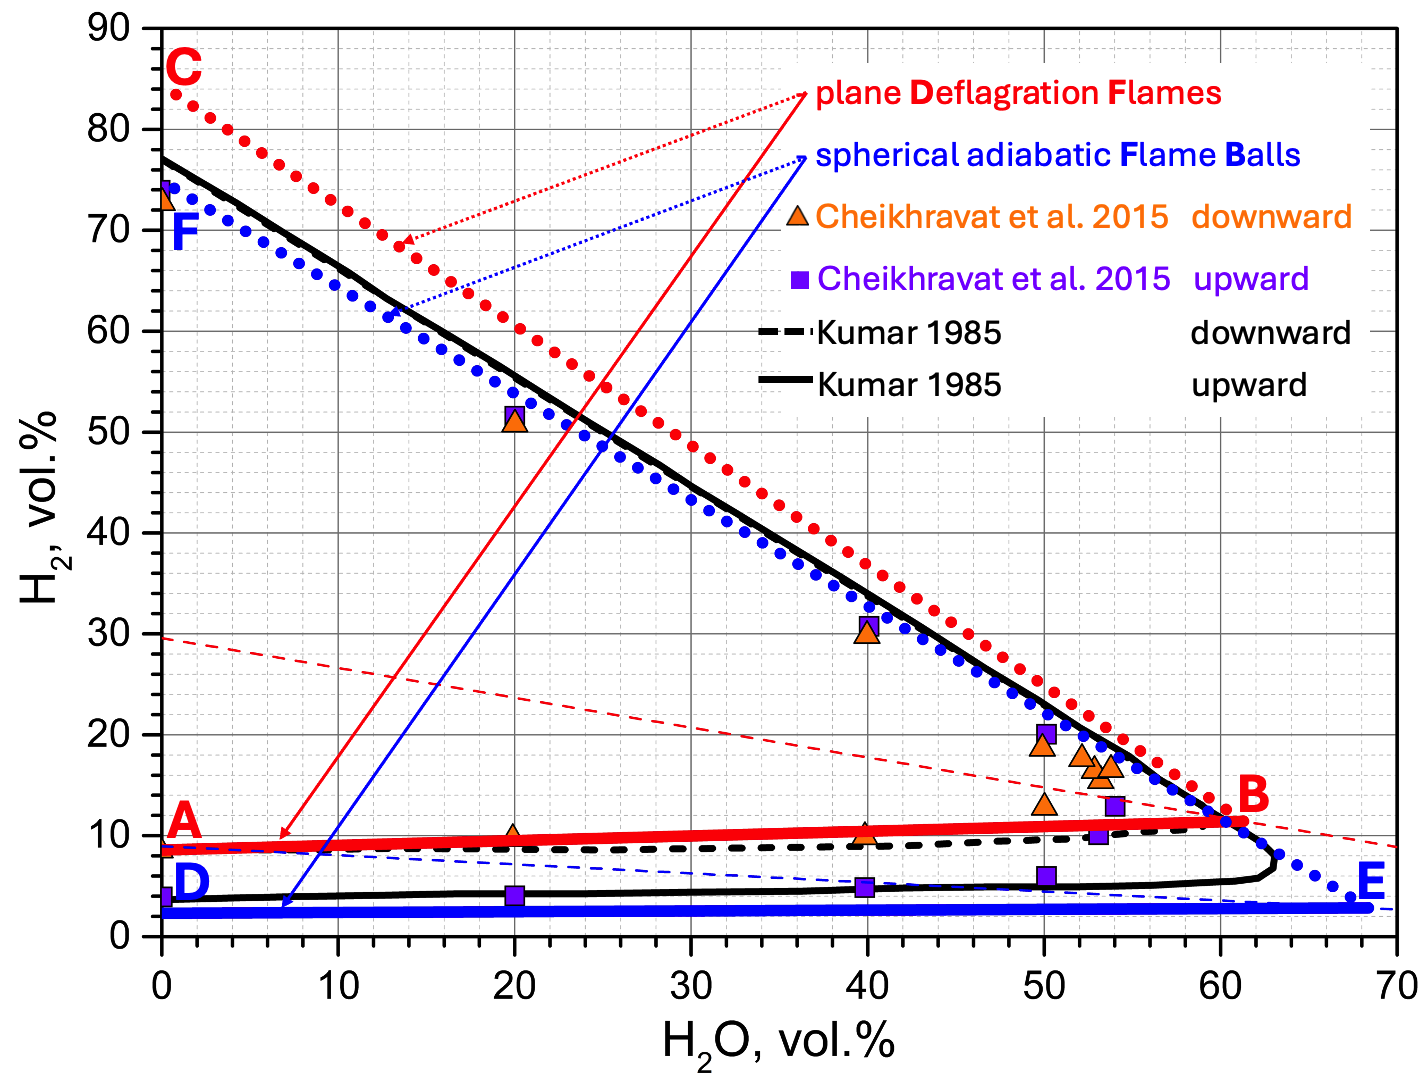 90
80
70
60
50
40
30
20
10
0
H₂, vol.%
C
F
A
D
B
E
plane Deflagration Flames
spherical adiabatic Flame Balls
Cheikhravat et al. 2015 downward
Cheikhravat et al. 2015 upward
Kumar 1985 downward
Kumar 1985 upward
0 10 20 30 40 50 60 70
H₂O, vol.%